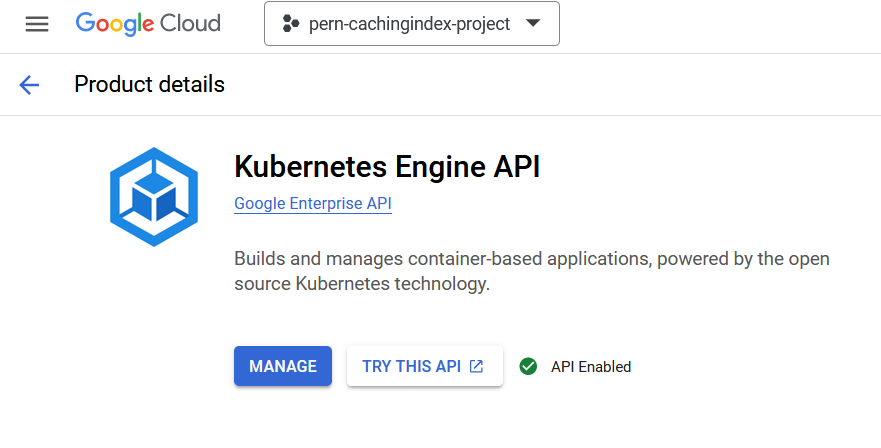 Google Cloud
pern-cachingindex-project
Product details
Kubernetes Engine API
Google Enterprise API
Builds and manages container-based applications, powered by the open
source Kubernetes technology.
MANAGE
TRY THIS API
API Enabled